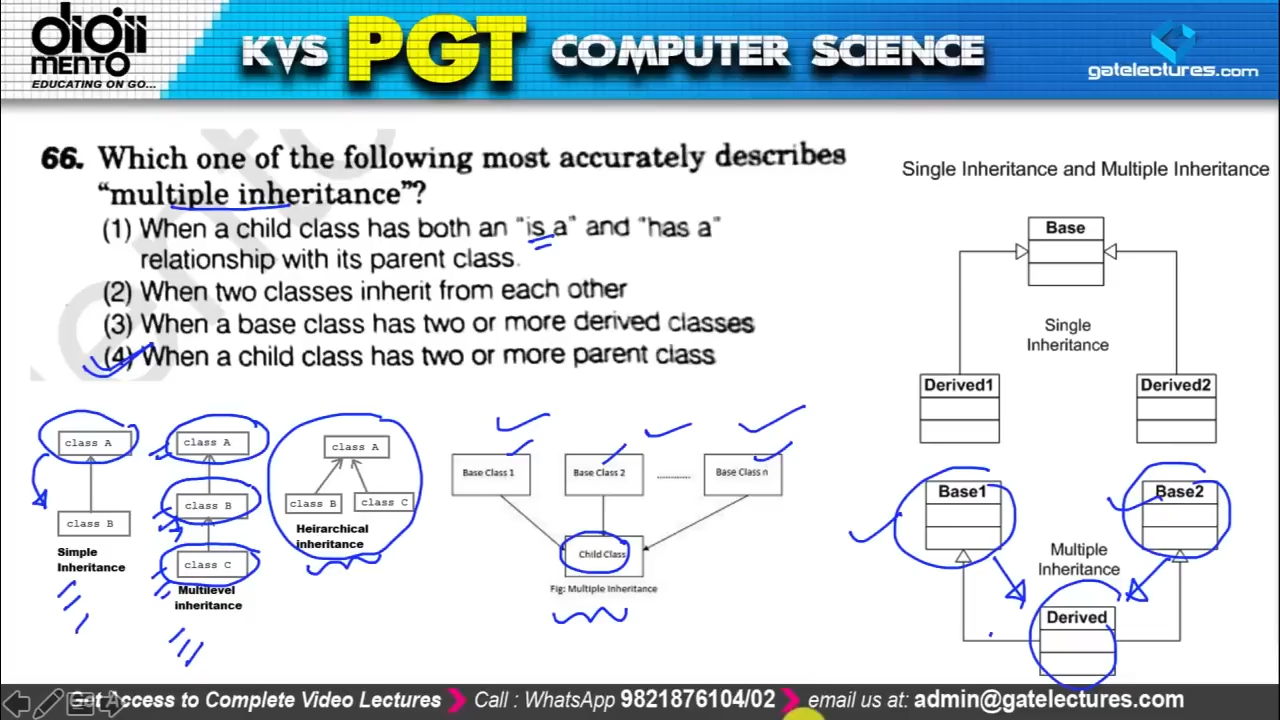 digii
MENTO
EDUCATING ON GO...
KVS PGT COMPUTER SCIENCE
gatelectures.com
66. Which one of the following most accurately describes
“multiple inheritance”?
(1) When a child class has both an "is a" and "has a"
relationship with its parent class.
(2) When two classes inherit from each other
(3) When a base class has two or more derived classes
(4) When a child class has two or more parent class
class A
class B
Simple
Inheritance
class A
class B
class C
Multilevel
inheritance
class A
class B
class C
Heirarchical
inheritance
Base Class 1
Base Class 2
Base Class n
Child Class
Fig: Multiple Inheritance
Single Inheritance and Multiple Inheritance
Base
Single
Inheritance
Derived1
Derived2
Base1
Base2
Multiple
Inheritance
Derived
Get Access to Complete Video Lectures
Call : WhatsApp 9821876104/02
email us at: admin@gatelectures.com